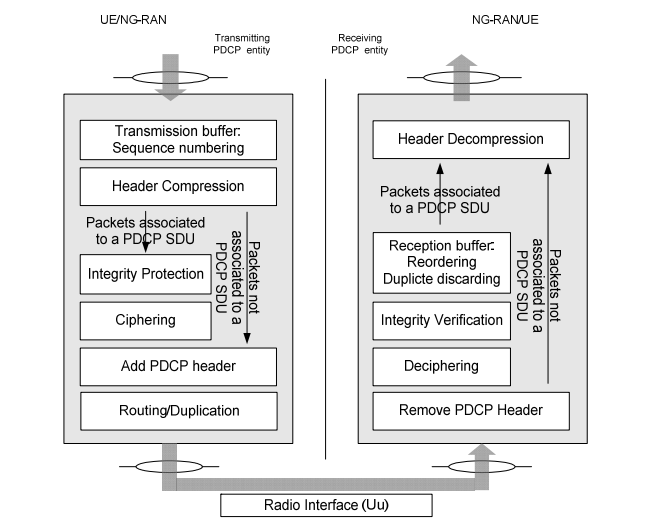 UE/NG-RAN
NG-RAN/UE
Transmitting
PDCP entity
Receiving
PDCP entity
Transmission buffer:
Sequence numbering
Header Compression
Packets associated
to a PDCP SDU
Packets not
associated to a
PDCP SDU
Integrity Protection
Ciphering
Add PDCP header
Routing/Duplication
Header Decompression
Packets associated
to a PDCP SDU
Packets not
associated to a
PDCP SDU
Reception buffer:
Reordering
Duplicte discarding
Integrity Verification
Deciphering
Remove PDCP Header
Radio Interface (Uu)